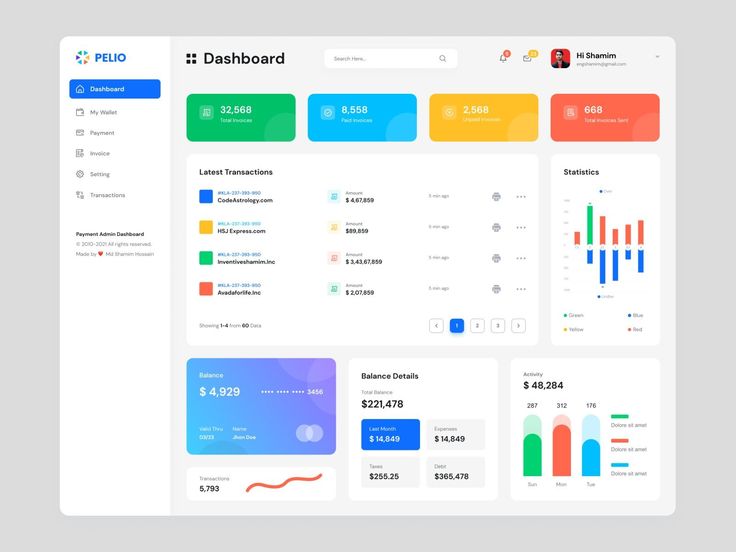 PELIO
Dashboard
My Wallet
Payment
Invoice
Setting
Transactions
Payment Admin Dashboard
© 2010-2021 All rights reserved.
Made by ❤ Md Shamim Hossain
Dashboard
Search Here...
Hi Shamim
engshamim@gmail.com
32,568
Total Invoices
8,558
Paid Invoices
2,568
Unpaid Invoices
668
Total Invoices Sent
Latest Transactions
#KLA-237-393-950
CodeAstrology.com
Amount
$ 4,67,859
5 min ago
#KLA-237-393-950
HSJ Express.com
Amount
$89,859
5 min ago
#KLA-237-393-950
Inventiveshamim.Inc
Amount
$ 3,43,67,859
5 min ago
#KLA-237-393-950
Avadaforlife.Inc
Amount
$ 2,07,859
5 min ago
Showing 1-4 from 60 Data
1 2 3
Statistics
Green
Blue
Yellow
Red
Balance
$ 4,929
•••• •••• •••• 3456
Valid Thru
Name
03/23
Jhon Doe
Transactions
5,793
Balance Details
Total Balance
$221,478
Last Month
$ 14,849
Expenses
$ 14,849
Taxes
$255.25
Debit
$365,478
Activity
$ 48,284
287 312 176
Sun Mon Tue
Dolore sit amet
Dolore sit amet
Dolore sit amet